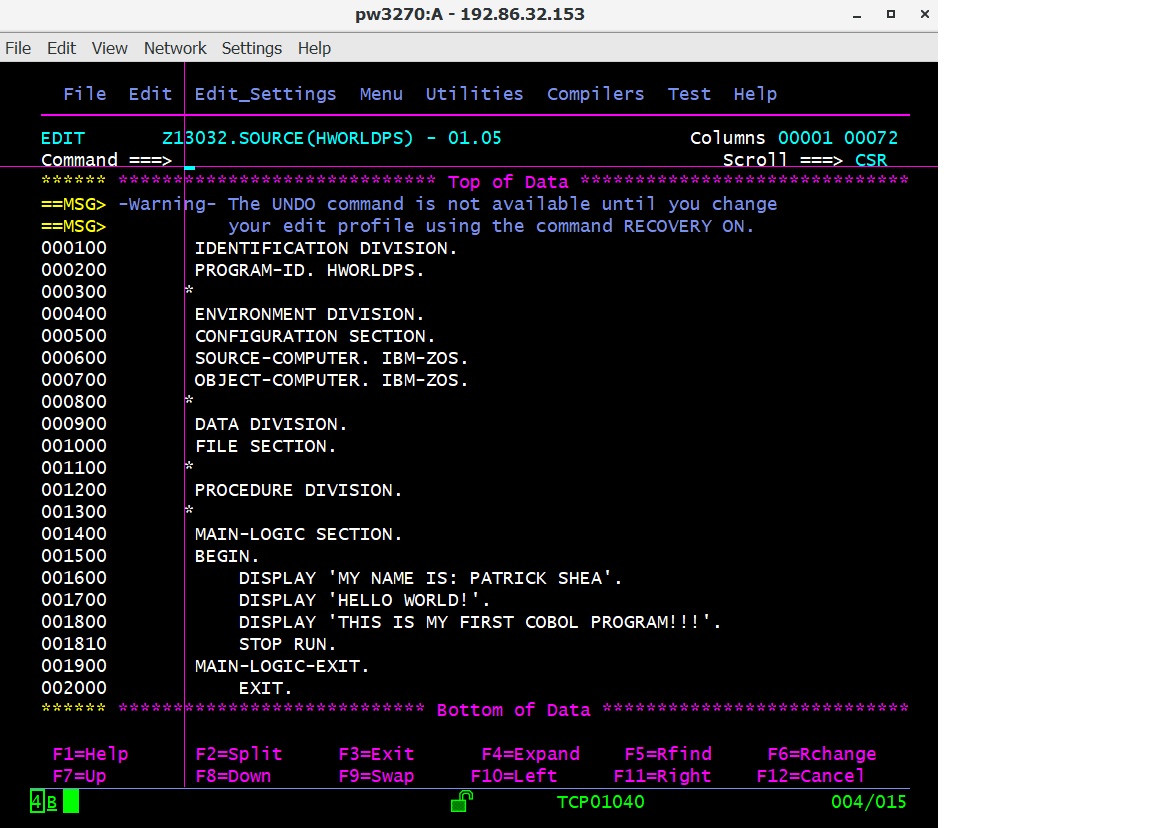 pw3270:A - 192.86.32.153
File Edit View Network Settings Help
File Edit Edit_Settings Menu Utilities Compilers Test Help
EDIT Z13032.SOURCE(HWORLDPS) - 01.05 Columns 00001 00072
Command ===> Scroll ===> CSR
****** ***************************** Top of Data ******************************
==MSG> -Warning- The UNDO command is not available until you change
==MSG> your edit profile using the command RECOVERY ON.
000100 IDENTIFICATION DIVISION.
000200 PROGRAM-ID. HWORLDPS.
000300 *
000400 ENVIRONMENT DIVISION.
000500 CONFIGURATION SECTION.
000600 SOURCE-COMPUTER. IBM-ZOS.
000700 OBJECT-COMPUTER. IBM-ZOS.
000800 *
000900 DATA DIVISION.
001000 FILE SECTION.
001100 *
001200 PROCEDURE DIVISION.
001300 *
001400 MAIN-LOGIC SECTION.
001500 BEGIN.
001600 DISPLAY 'MY NAME IS: PATRICK SHEA'.
001700 DISPLAY 'HELLO WORLD!'.
001800 DISPLAY 'THIS IS MY FIRST COBOL PROGRAM!!!'.
001810 STOP RUN.
001900 MAIN-LOGIC-EXIT.
002000 EXIT.
****** **************************** Bottom of Data ****************************
F1=Help F2=Split F3=Exit F4=Expand F5=Rfind F6=Rchange
F7=Up F8=Down F9=Swap F10=Left F11=Right F12=Cancel
4 B TCP01040 004/015